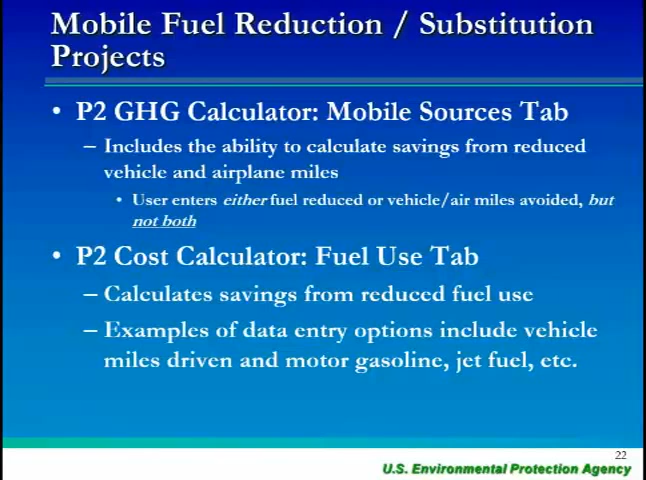 Mobile Fuel Reduction / Substitution
Projects
• P2 GHG Calculator: Mobile Sources Tab
– Includes the ability to calculate savings from reduced
vehicle and airplane miles
• User enters either fuel reduced or vehicle/air miles avoided, but
not both
• P2 Cost Calculator: Fuel Use Tab
– Calculates savings from reduced fuel use
– Examples of data entry options include vehicle
miles driven and motor gasoline, jet fuel, etc.
22
U.S. Environmental Protection Agency